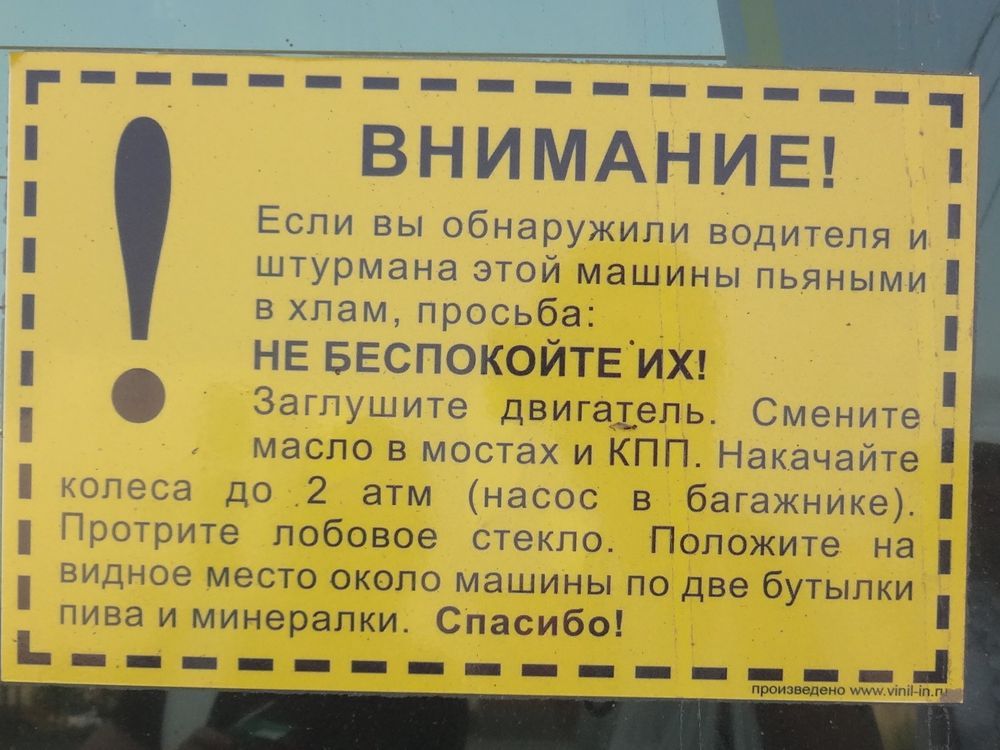 ВНИМАНИЕ!
Если вы обнаружили водителя и
штурмана этой машины пьяными
в хлам, просьба:
НЕ БЕСПОКОЙТЕ ИХ!
Заглушите двигатель. Смените
масло в мостах и КПП. Накачайте
колеса до 2 атм (насос в багажнике).
Протрите лобовое стекло. Положите на
видное место около машины по две бутылки
пива и минералки. Спасибо!
произведено www.vinil-in.ru